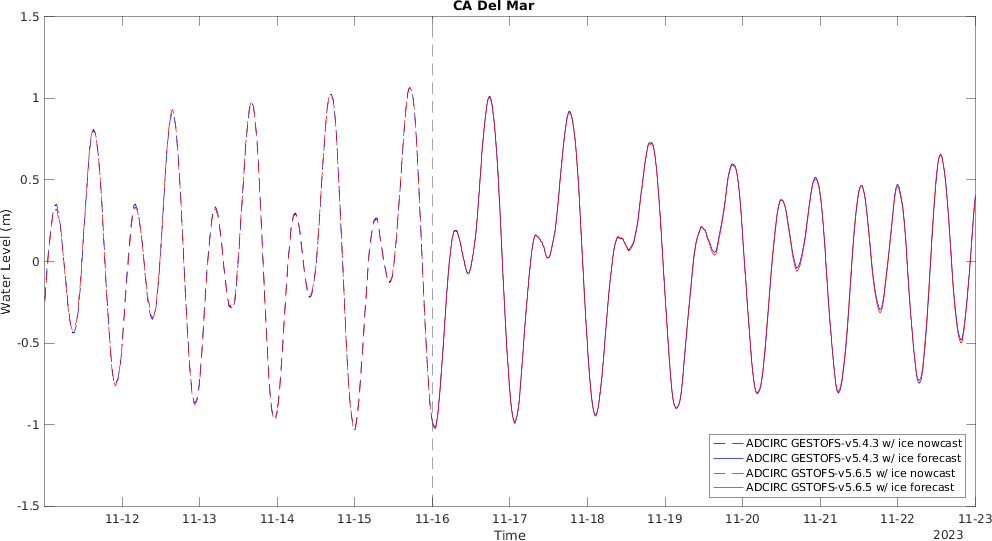 CA Del Mar
1.5
1
0.5
0
-0.5
-1
-1.5
Water Level (m)
11-12 11-13 11-14 11-15 11-16 11-17 11-18 11-19 11-20 11-21 11-22 11-23
Time
2023
ADCIRC GESTOFS-v5.4.3 w/ ice nowcast
ADCIRC GESTOFS-v5.4.3 w/ ice forecast
ADCIRC GSTOFS-v5.6.5 w/ ice nowcast
ADCIRC GSTOFS-v5.6.5 w/ ice forecast